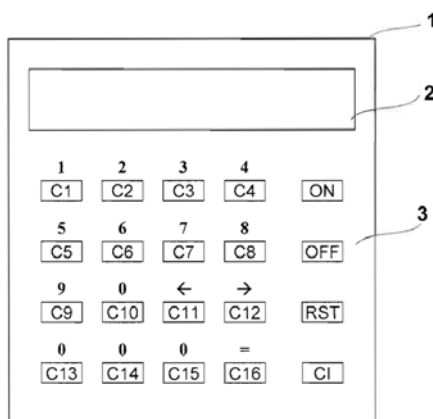 1
2
1 2 3 4
C1 C2 C3 C4 ON
3
5 6 7 8
C5 C6 C7 C8 OFF
9 0 ← →
C9 C10 C11 C12 RST
0 0 0 =
C13 C14 C15 C16 CI